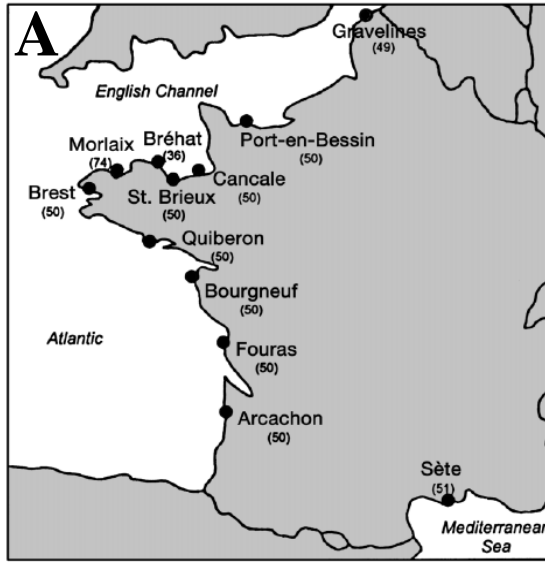 A
Gravelines
(49)
English Channel
Port-en-Bessin
(50)
Bréhat
(36)
Morlaix
(74)
Cancale
(50)
Brest
(50)
St. Brieux
(50)
Quiberon
(50)
Bourgneuf
(50)
Atlantic
Fouras
(50)
Arcachon
(50)
Sète
(51)
Mediterranean
Sea